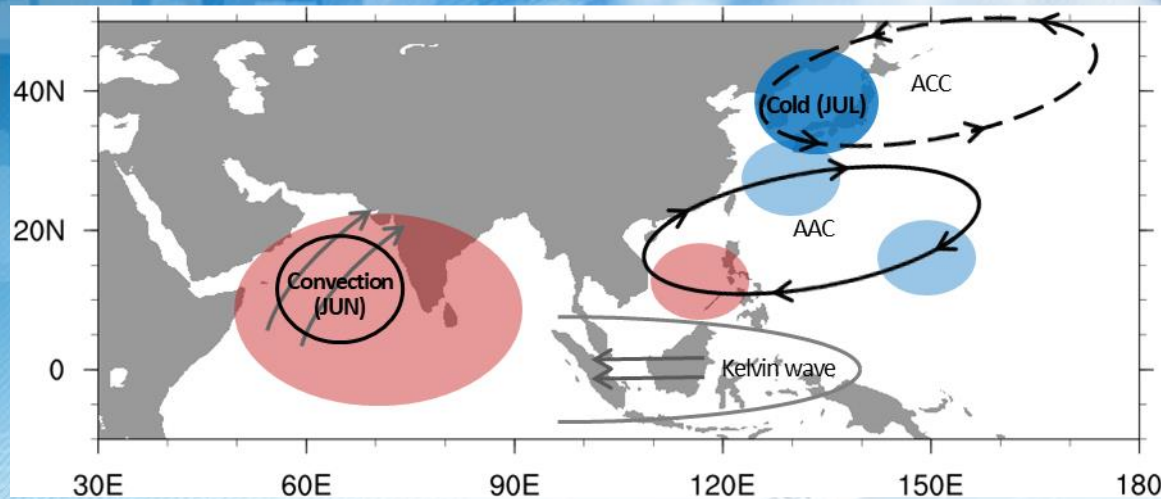 40N
20N
0
30E
60E
90E
120E
150E
180
Cold (JUL)
ACC
AAC
Convection
(JUN)
Kelvin wave